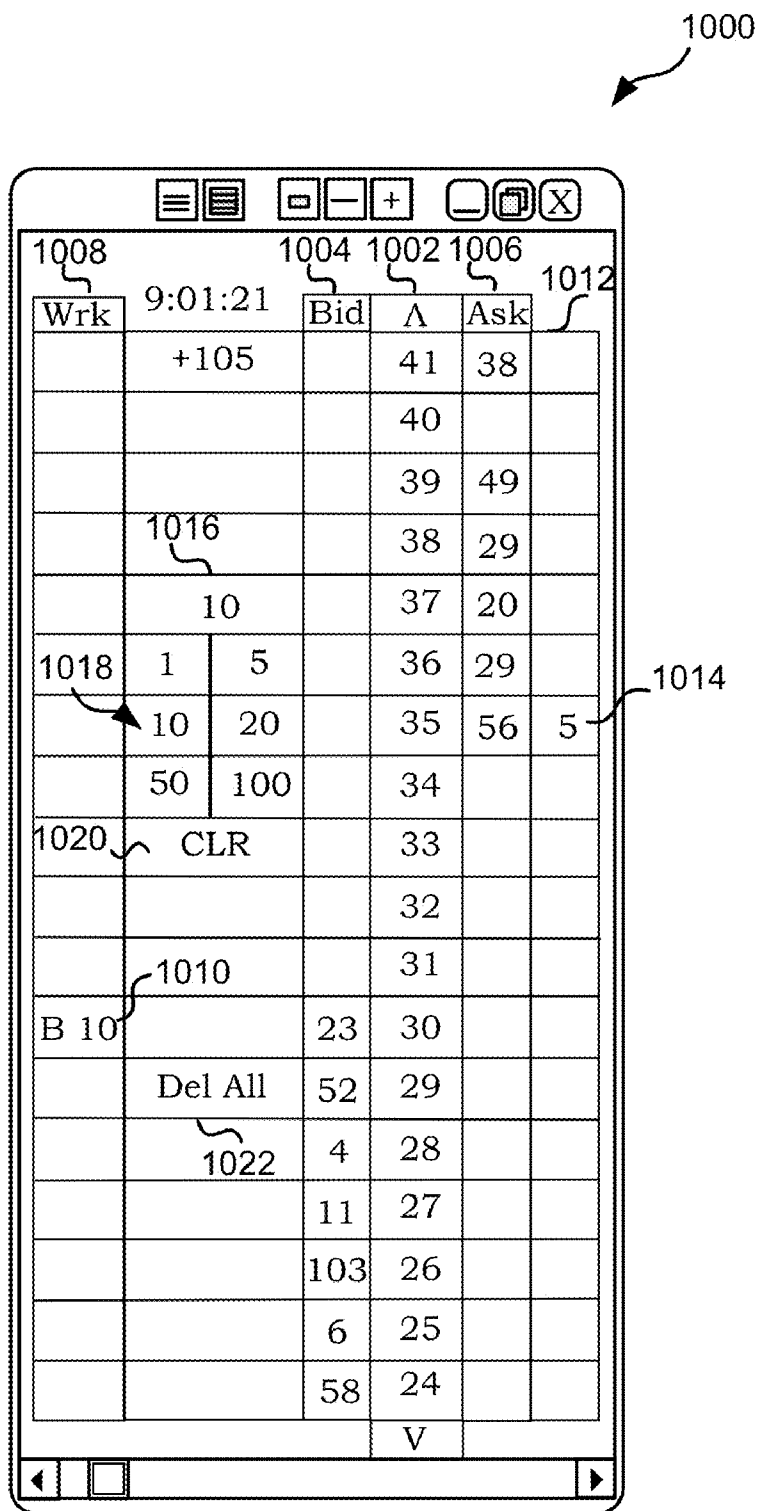 1000
= - +  _ X
1008 1004 1002 1006 1012
Wrk 9:01:21 Bid Λ Ask
+105 41 38
40
39 49
1016 38 29
10 37 20
1018 1 5 36 29 1014
10 20 35 56 5
50 100 34
1020 CLR 33
32
1010 31
B 10 23 30
Del All 52 29
1022 4 28
11 27
103 26
6 25
58 24
V